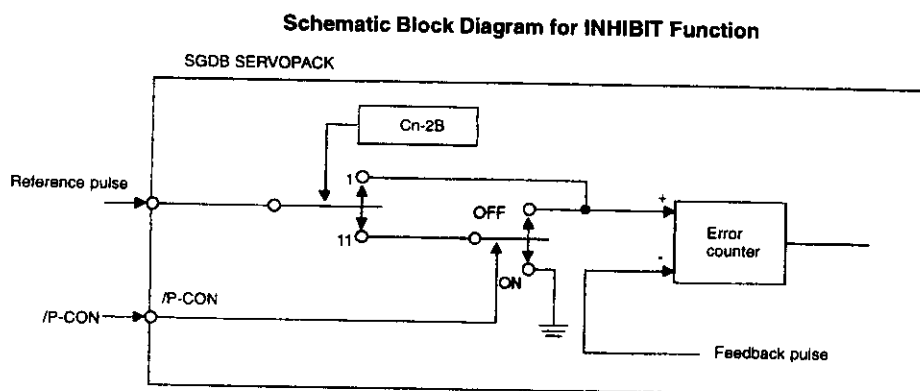 Schematic Block Diagram for INHIBIT Function
SGDB SERVOPACK
Cn-2B
Reference pulse
1
OFF
+
11
Error
counter
-
ON
/P-CON
/P-CON
Feedback pulse